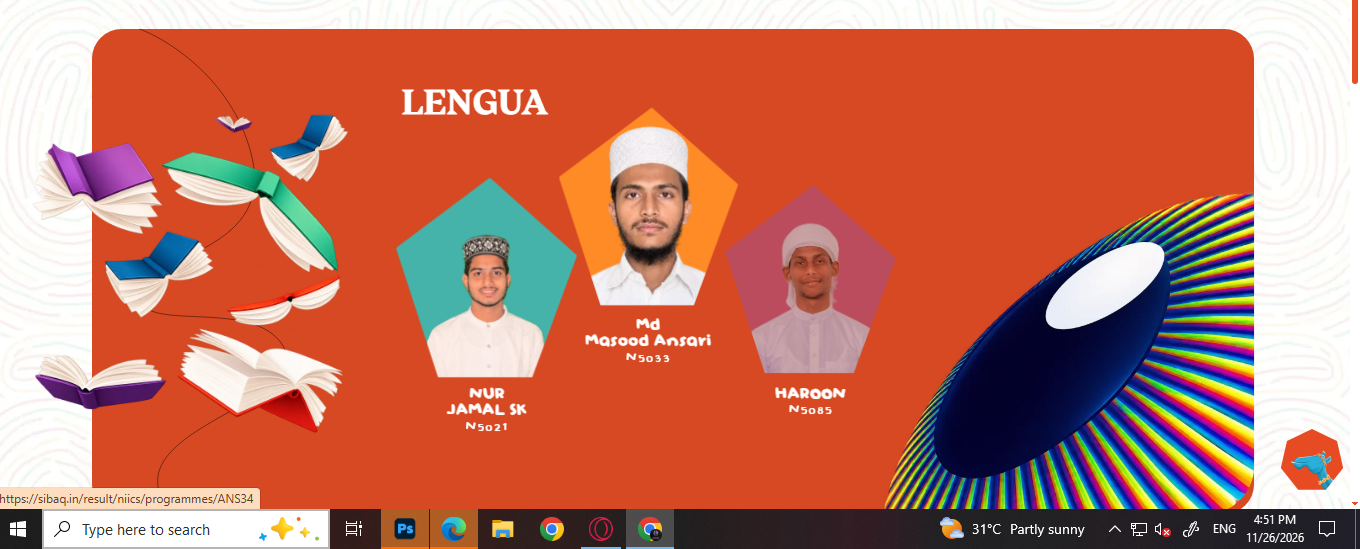 LENGUA
Md
Masood Ansari
N5033
NUR
JAMAL SK
N5021
HAROON
N5085
https://sibaq.in/result/niics/programmes/ANS34
Type here to search
Ps
31°C Partly sunny
ENG
4:51 PM
11/26/2026